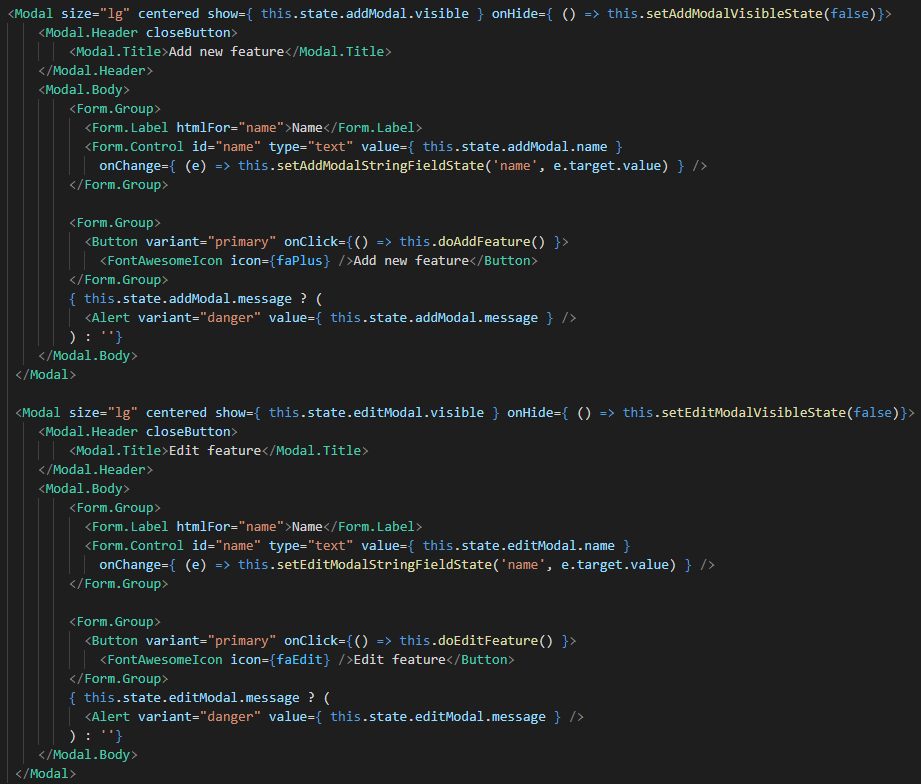 <Modal size="lg" centered show={ this.state.addModal.visible } onHide={ () => this.setAddModalVisibleState(false)}>
<Modal.Header closeButton>
<Modal.Title>Add new feature</Modal.Title>
</Modal.Header>
<Modal.Body>
<Form.Group>
<Form.Label htmlFor="name">Name</Form.Label>
<Form.Control id="name" type="text" value={ this.state.addModal.name }
onChange={ (e) => this.setAddModalStringFieldState('name', e.target.value) } />
</Form.Group>

<Form.Group>
<Button variant="primary" onClick={() => this.doAddFeature() }>
<FontAwesomeIcon icon={faPlus} />Add new feature</Button>
</Form.Group>
{ this.state.addModal.message ? (
<Alert variant="danger" value={ this.state.addModal.message } />
) : ''}
</Modal.Body>
</Modal>

<Modal size="lg" centered show={ this.state.editModal.visible } onHide={ () => this.setEditModalVisibleState(false)}>
<Modal.Header closeButton>
<Modal.Title>Edit feature</Modal.Title>
</Modal.Header>
<Modal.Body>
<Form.Group>
<Form.Label htmlFor="name">Name</Form.Label>
<Form.Control id="name" type="text" value={ this.state.editModal.name }
onChange={ (e) => this.setEditModalStringFieldState('name', e.target.value) } />
</Form.Group>

<Form.Group>
<Button variant="primary" onClick={() => this.doEditFeature() }>
<FontAwesomeIcon icon={faEdit} />Edit feature</Button>
</Form.Group>
{ this.state.editModal.message ? (
<Alert variant="danger" value={ this.state.editModal.message } />
) : ''}
</Modal.Body>
</Modal>